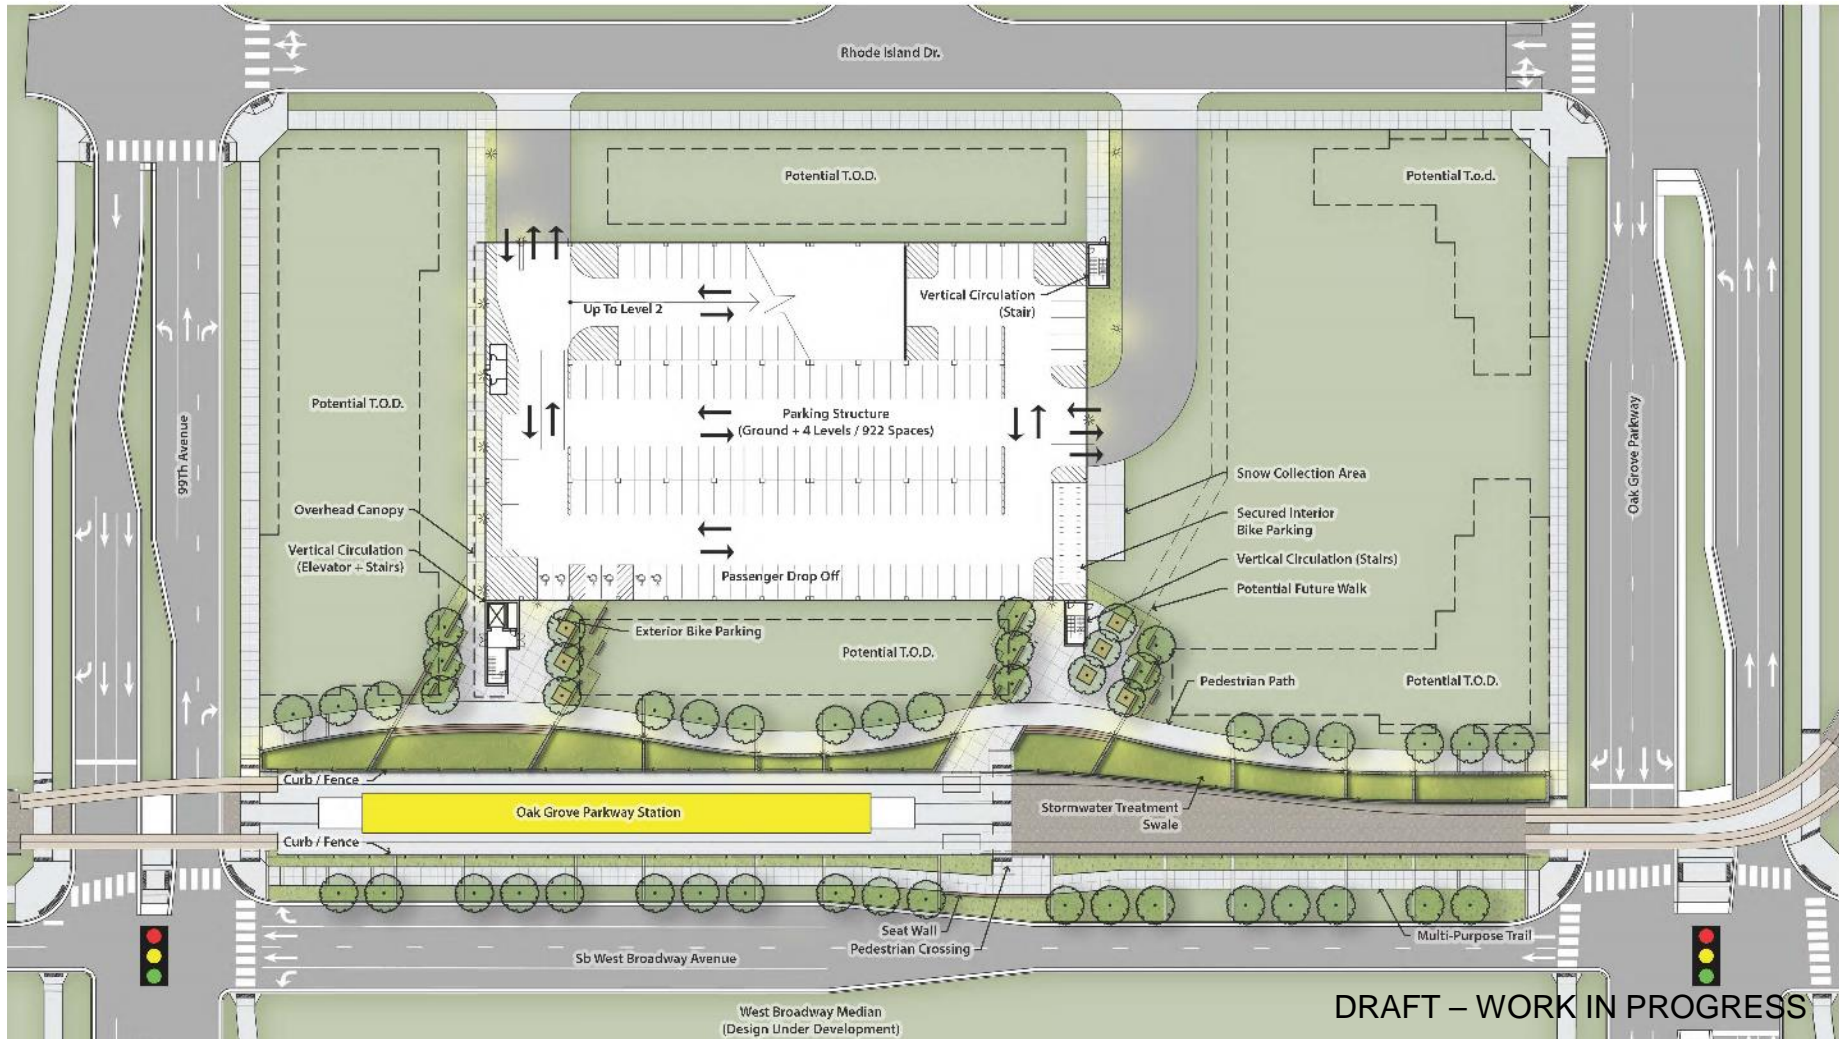 Rhode Island Dr.
Potential T.O.D.
Potential T.o.d.
Vertical Circulation
(Stair)
Up To Level 2
Potential T.O.D.
Parking Structure
(Ground + 4 Levels / 922 Spaces)
99Th Avenue
Oak Grove Parkway
Snow Collection Area
Overhead Canopy
Secured Interior
Bike Parking
Vertical Circulation
(Elevator + Stairs)
Vertical Circulation (Stairs)
Passenger Drop Off
Potential Future Walk
Exterior Bike Parking
Potential T.O.D.
Pedestrian Path
Potential T.O.D.
Curb / Fence
Oak Grove Parkway Station
Stormwater Treatment
Swale
Curb / Fence
Seat Wall
Pedestrian Crossing
Multi-Purpose Trail
Sb West Broadway Avenue
West Broadway Median
(Design Under Development)
DRAFT – WORK IN PROGRESS